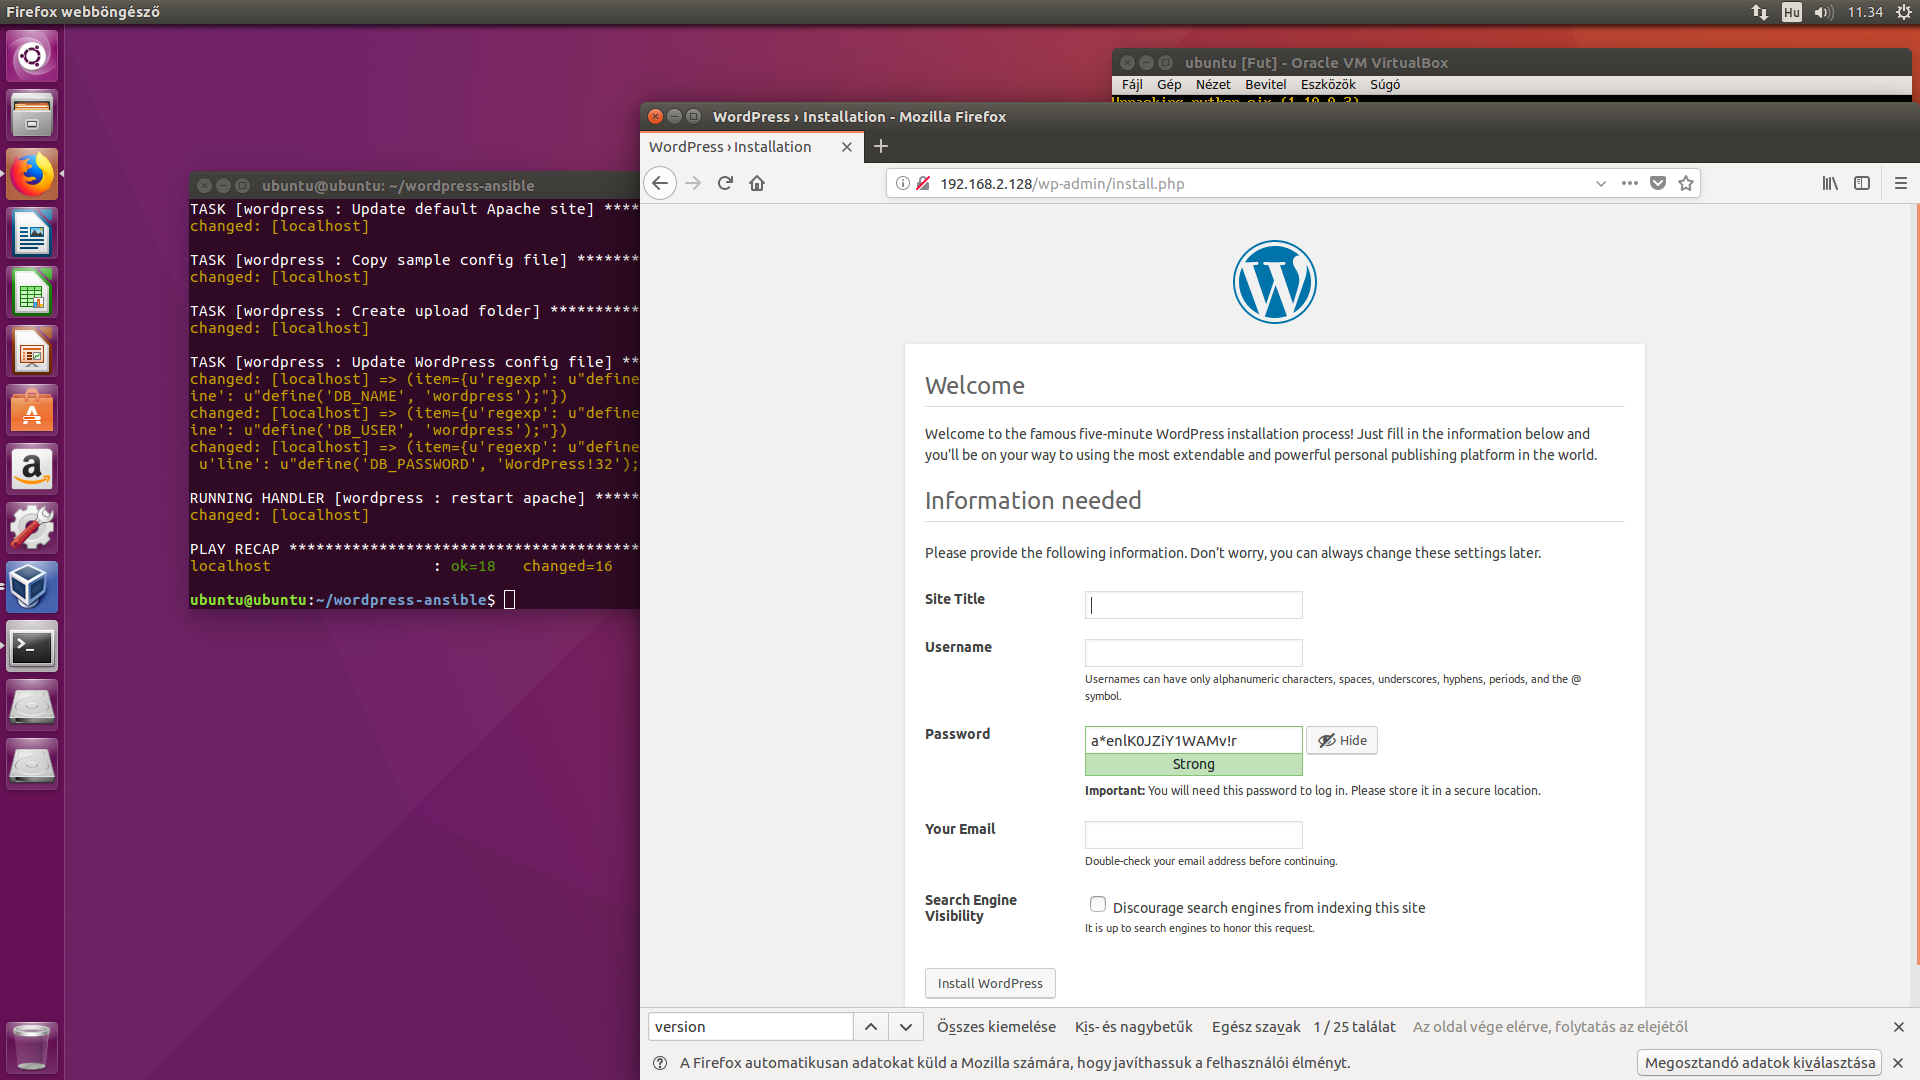 Firefox webböngésző
Hu
11.34
ubuntu [Fut] - Oracle VM VirtualBox
Fájl Gép Nézet Bevitel Eszközök Súgó
WordPress › Installation - Mozilla Firefox
WordPress › Installation
192.168.2.128/wp-admin/install.php
ubuntu@ubuntu: ~/wordpress-ansible
TASK [wordpress : Update default Apache site] ****
changed: [localhost]
TASK [wordpress : Copy sample config file] *******
changed: [localhost]
TASK [wordpress : Create upload folder] **********
changed: [localhost]
TASK [wordpress : Update WordPress config file] **
changed: [localhost] => (item={u'regexp': u"define
ine': u"define('DB_NAME', 'wordpress');"})
changed: [localhost] => (item={u'regexp': u"define
ine': u"define('DB_USER', 'wordpress');"})
changed: [localhost] => (item={u'regexp': u"define
u'line': u"define('DB_PASSWORD', 'WordPress!32');
RUNNING HANDLER [wordpress : restart apache] *****
changed: [localhost]
PLAY RECAP ***************************************
localhost : ok=18 changed=16
ubuntu@ubuntu:~/wordpress-ansible$
Welcome
Welcome to the famous five-minute WordPress installation process! Just fill in the information below and
you’ll be on your way to using the most extendable and powerful personal publishing platform in the world.
Information needed
Please provide the following information. Don’t worry, you can always change these settings later.
Site Title
Username
Usernames can have only alphanumeric characters, spaces, underscores, hyphens, periods, and the @
symbol.
Password
a*enlK0JZiY1WAMv!r
Hide
Strong
Important: You will need this password to log in. Please store it in a secure location.
Your Email
Double-check your email address before continuing.
Search Engine
Visibility
Discourage search engines from indexing this site
It is up to search engines to honor this request.
Install WordPress
version
Összes kiemelése Kis- és nagybetűk Egész szavak 1 / 25 találat Az oldal vége elérve, folytatás az elejétől
A Firefox automatikusan adatokat küld a Mozilla számára, hogy javíthassuk a felhasználói élményt.
Megosztandó adatok kiválasztása